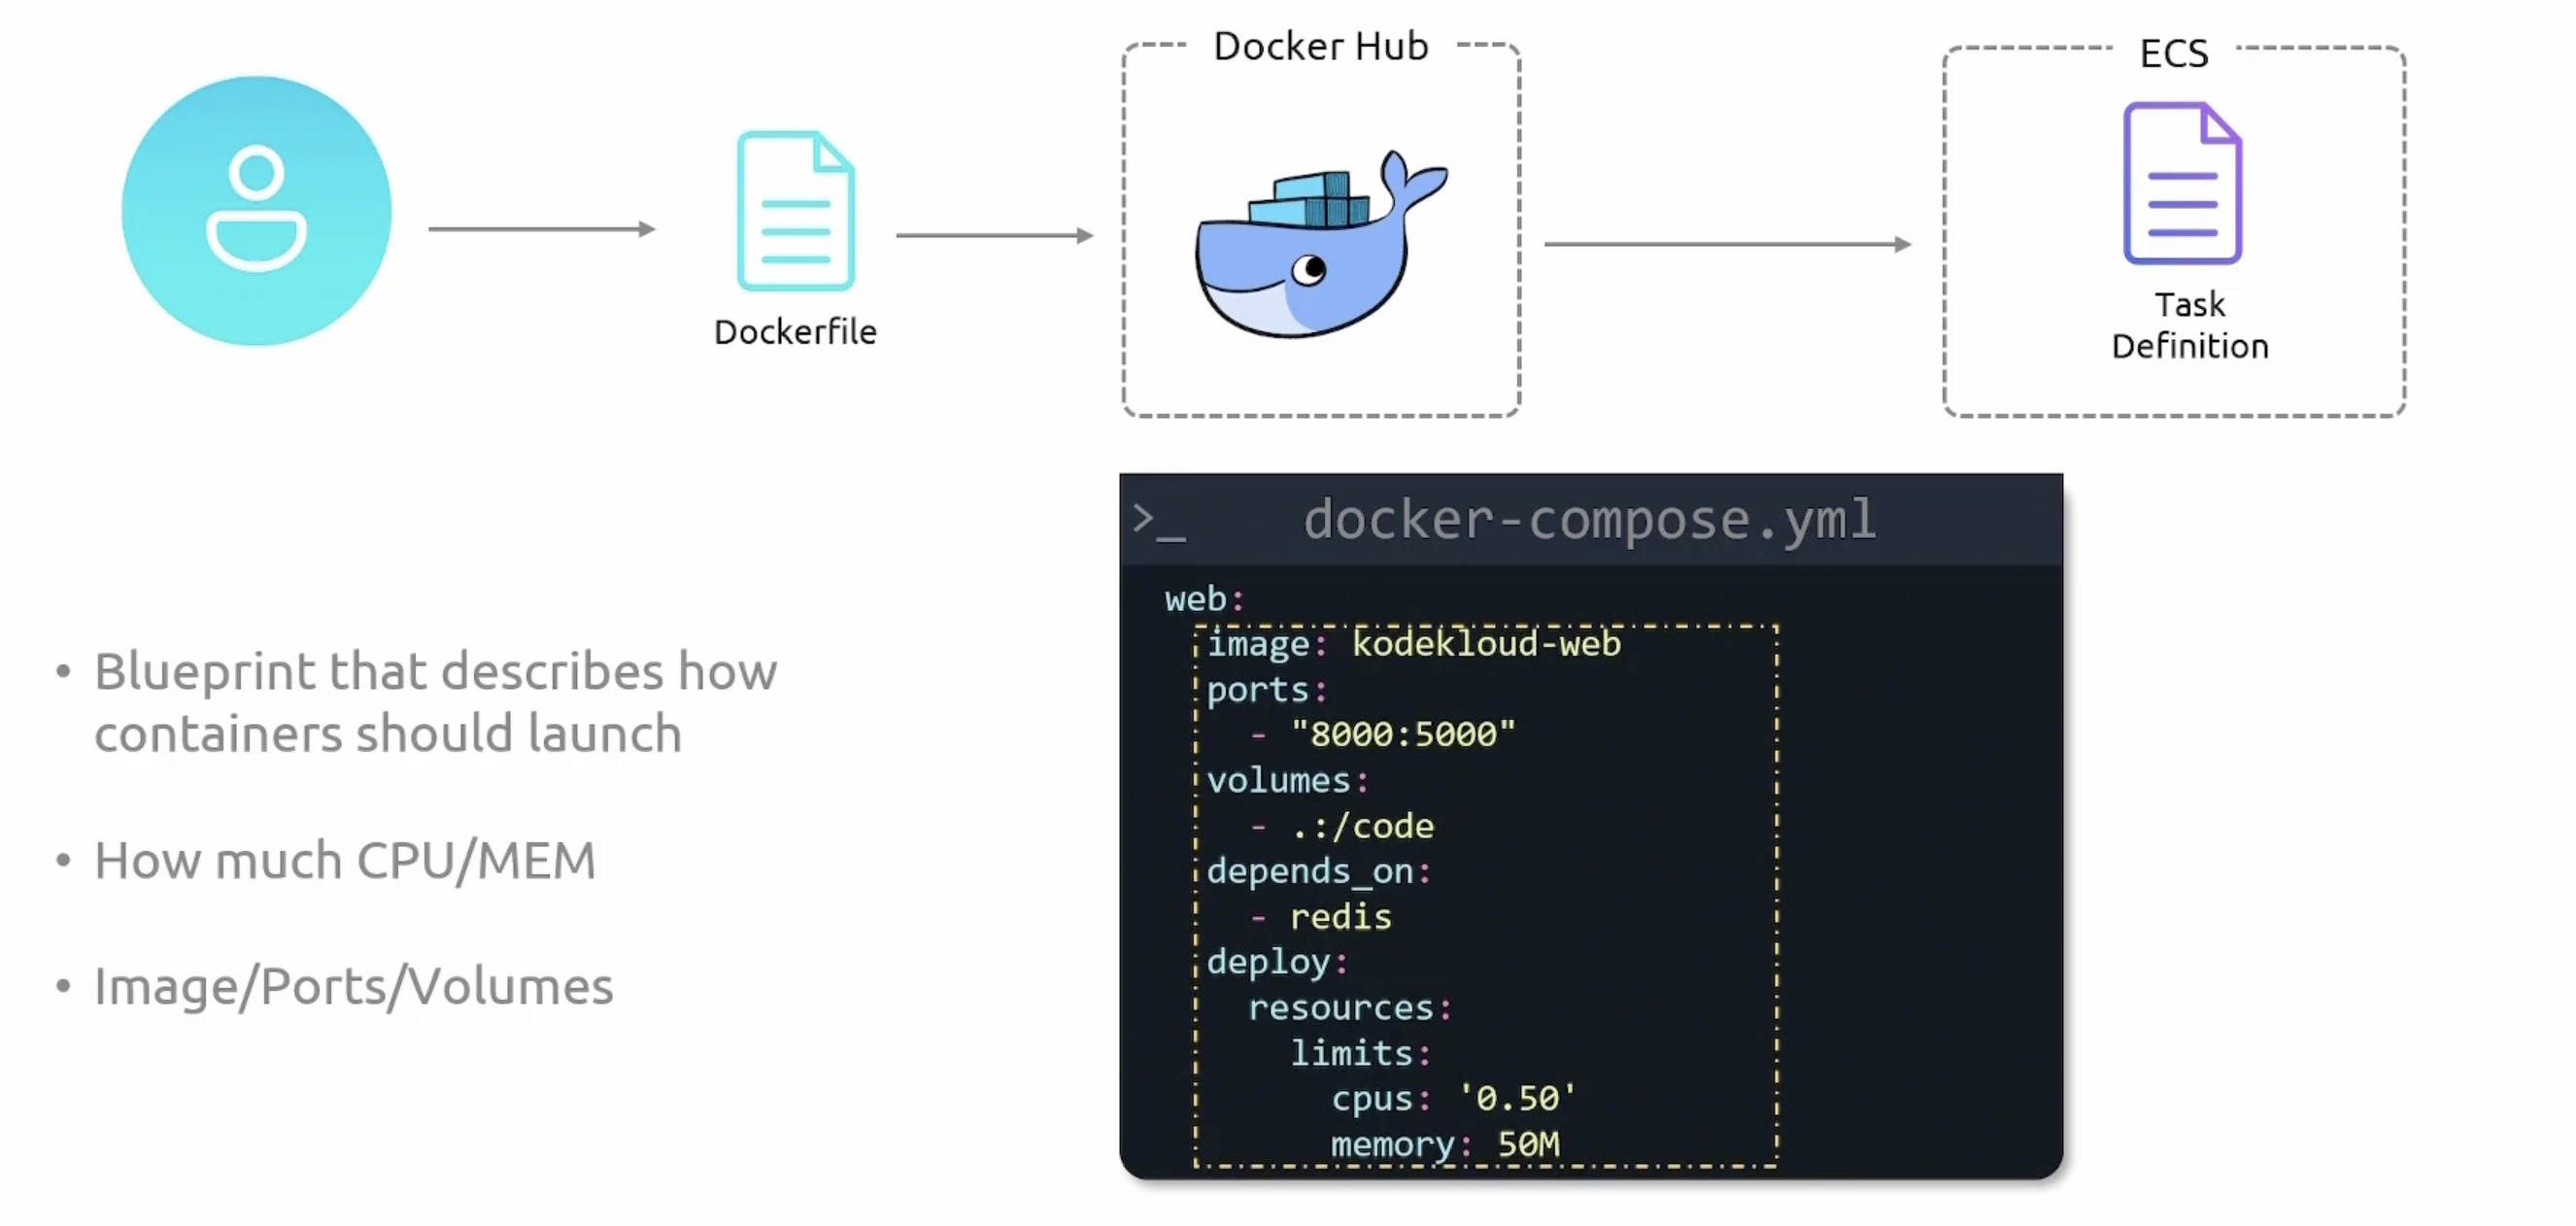 Docker Hub
ECS
Dockerfile
Task
Definition
• Blueprint that describes how
containers should launch
• How much CPU/MEM
• Image/Ports/Volumes
>_ docker-compose.yml
web:
  image: kodekloud-web
  ports:
    - "8000:5000"
  volumes:
    - .:/code
  depends_on:
    - redis
  deploy:
    resources:
      limits:
        cpus: '0.50'
        memory: 50M